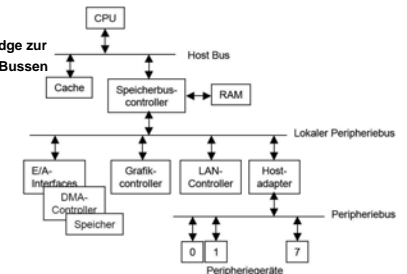 CPU
dge zur
Bussen
Host Bus
Cache
Speicherbus-
controller
RAM
Lokaler Peripheriebus
E/A-
Interfaces
DMA-
Controller
Speicher
Grafik-
controller
LAN-
Controller
Host-
adapter
Peripheriebus
0
1
7
Peripheriegeräte